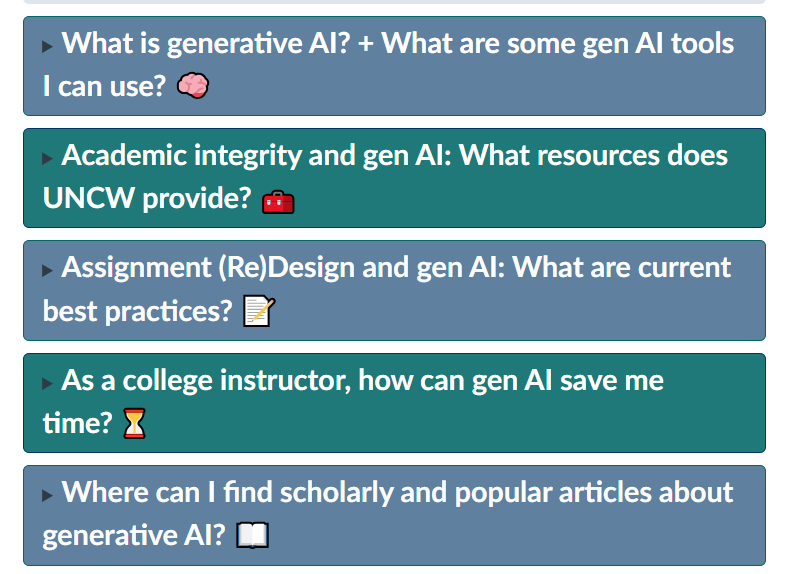 What is generative AI? + What are some gen AI tools
I can use? 🧠
Academic integrity and gen AI: What resources does
UNCW provide? 🧰
Assignment (Re)Design and gen AI: What are current
best practices? 📝
As a college instructor, how can gen AI save me
time? ⏳
Where can I find scholarly and popular articles about
generative AI? 📖